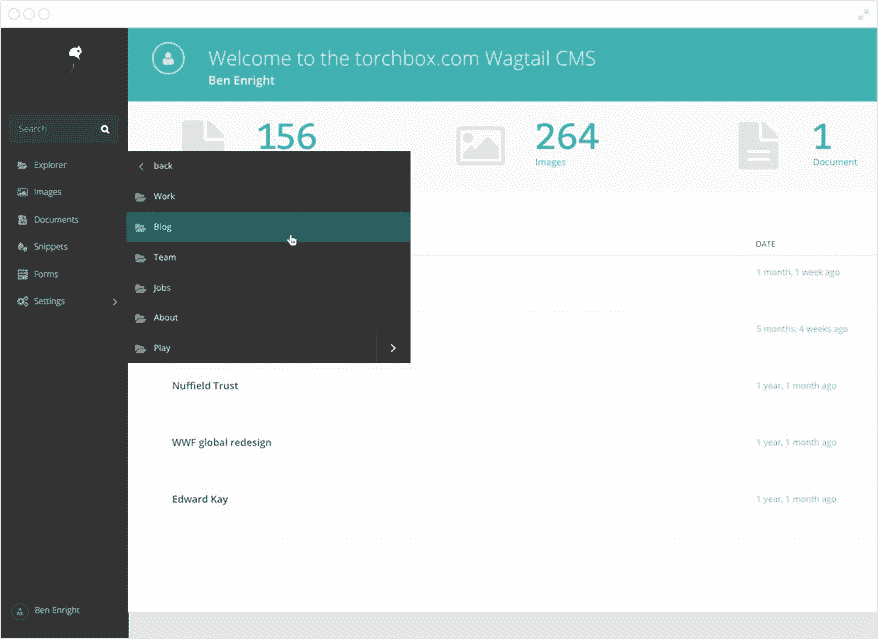 Welcome to the torchbox.com Wagtail CMS
Ben Enright
Search
Explorer
Images
Documents
Snippets
Forms
Settings
back
Work
Blog
Team
Jobs
About
Play
156
264
Images
1
Document
DATE
1 month, 1 week ago
5 months, 4 weeks ago
Nuffield Trust
1 year, 1 month ago
WWF global redesign
1 year, 1 month ago
Edward Kay
1 year, 1 month ago
Ben Enright